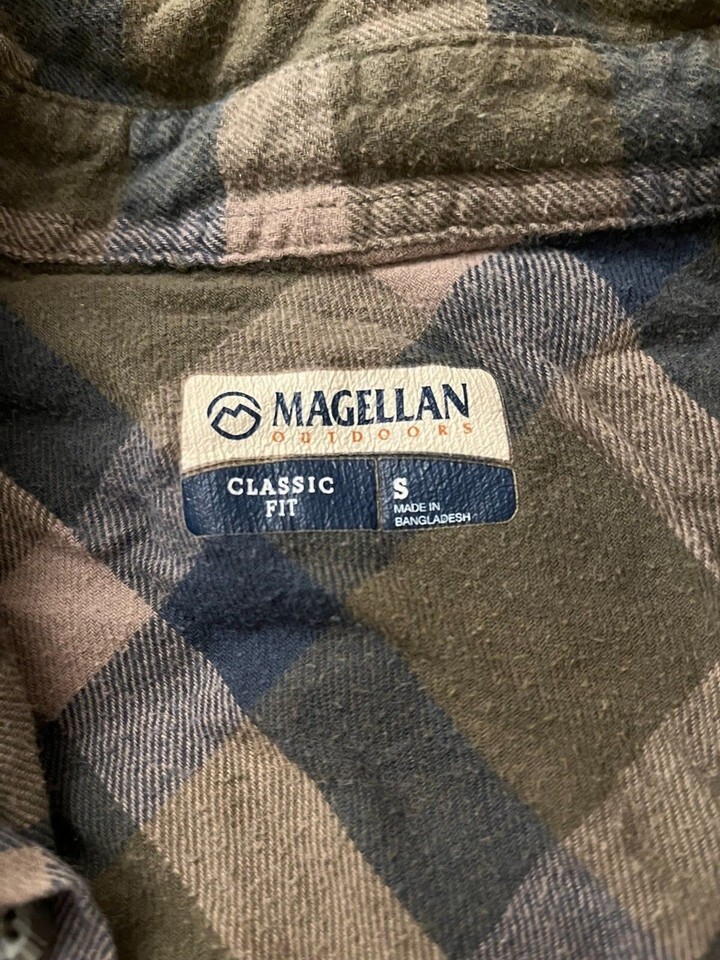 MAGELLAN
OUTDOORS
CLASSIC
FIT
S
MADE IN
BANGLADESH